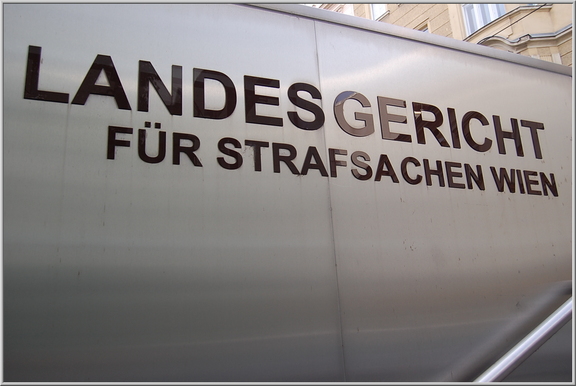 LANDESGERICHT
FÜR STRAFSACHEN WIEN